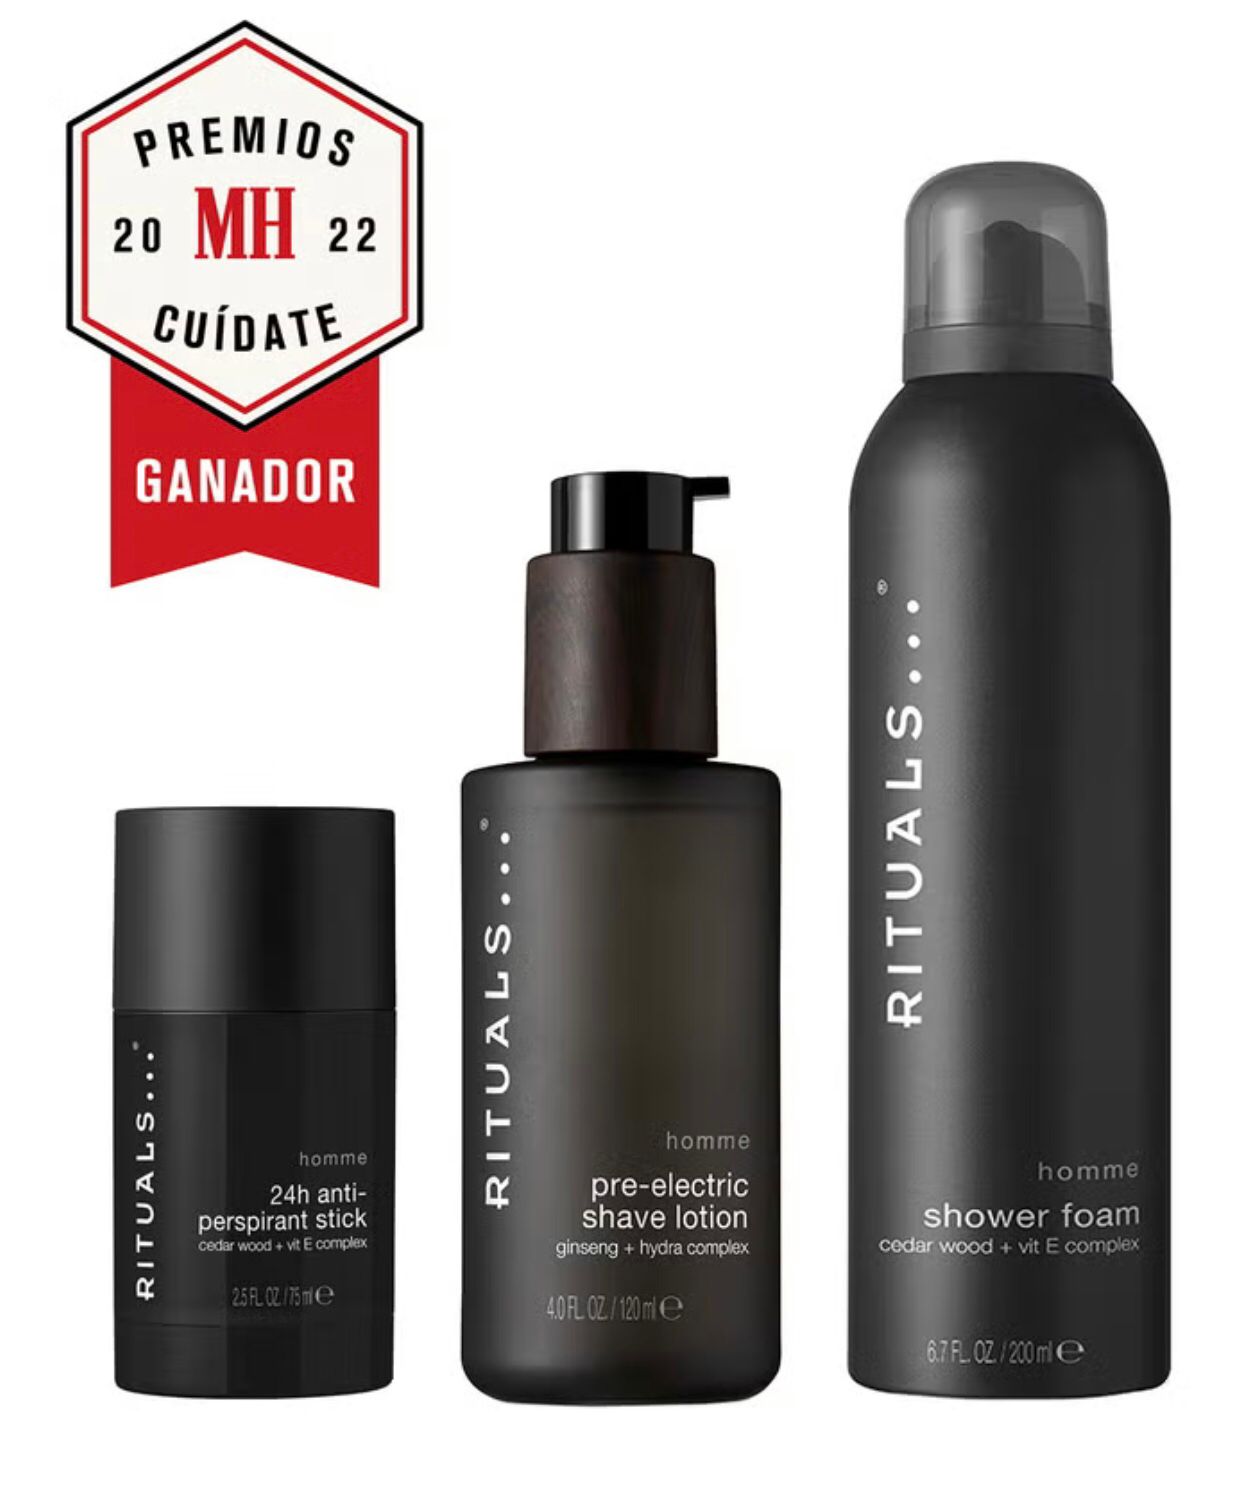 PREMIOS
20 MH 22
CUÍDATE
GANADOR
RITUALS...®
homme
24h anti-
perspirant stick
cedar wood + vit E complex
2.5 FL. OZ. / 75 ml ℮
RITUALS...®
homme
pre-electric
shave lotion
ginseng + hydra complex
4.0 FL. OZ. / 120 ml ℮
RITUALS...®
homme
shower foam
cedar wood + vit E complex
6.7 FL. OZ. / 200 ml ℮